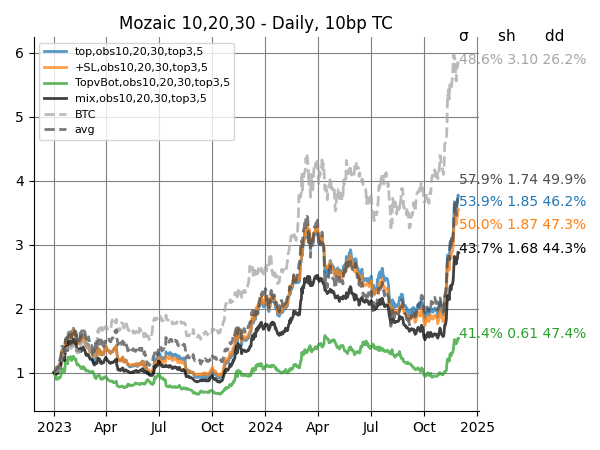 Mozaic 10,20,30 - Daily, 10bp TC
σ sh dd
top,obs10,20,30,top3,5
+SL,obs10,20,30,top3,5
TopvBot,obs10,20,30,top3,5
mix,obs10,20,30,top3,5
BTC
avg
48.6% 3.10 26.2%
57.9% 1.74 49.9%
53.9% 1.85 46.2%
50.0% 1.87 47.3%
43.7% 1.68 44.3%
41.4% 0.61 47.4%
6
5
4
3
2
1
2023 Apr Jul Oct 2024 Apr Jul Oct 2025